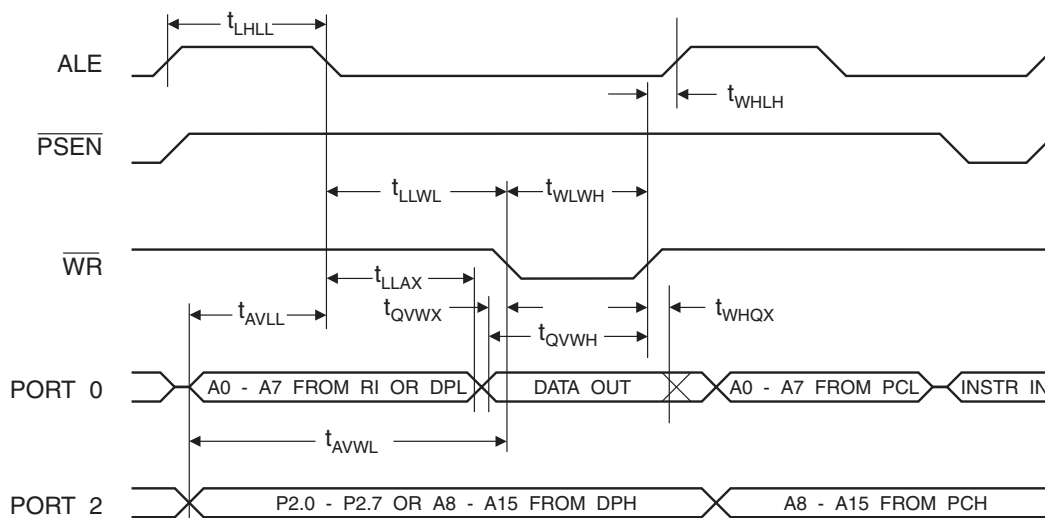 tLHLL
ALE
tWHLH
PSEN
tLLWL
tWLWH
WR
tLLAX
tAVLL
tQVWX
tWHQX
tQVWH
PORT 0
A0 - A7 FROM RI OR DPL
DATA OUT
A0 - A7 FROM PCL
INSTR IN
tAVWL
PORT 2
P2.0 - P2.7 OR A8 - A15 FROM DPH
A8 - A15 FROM PCH